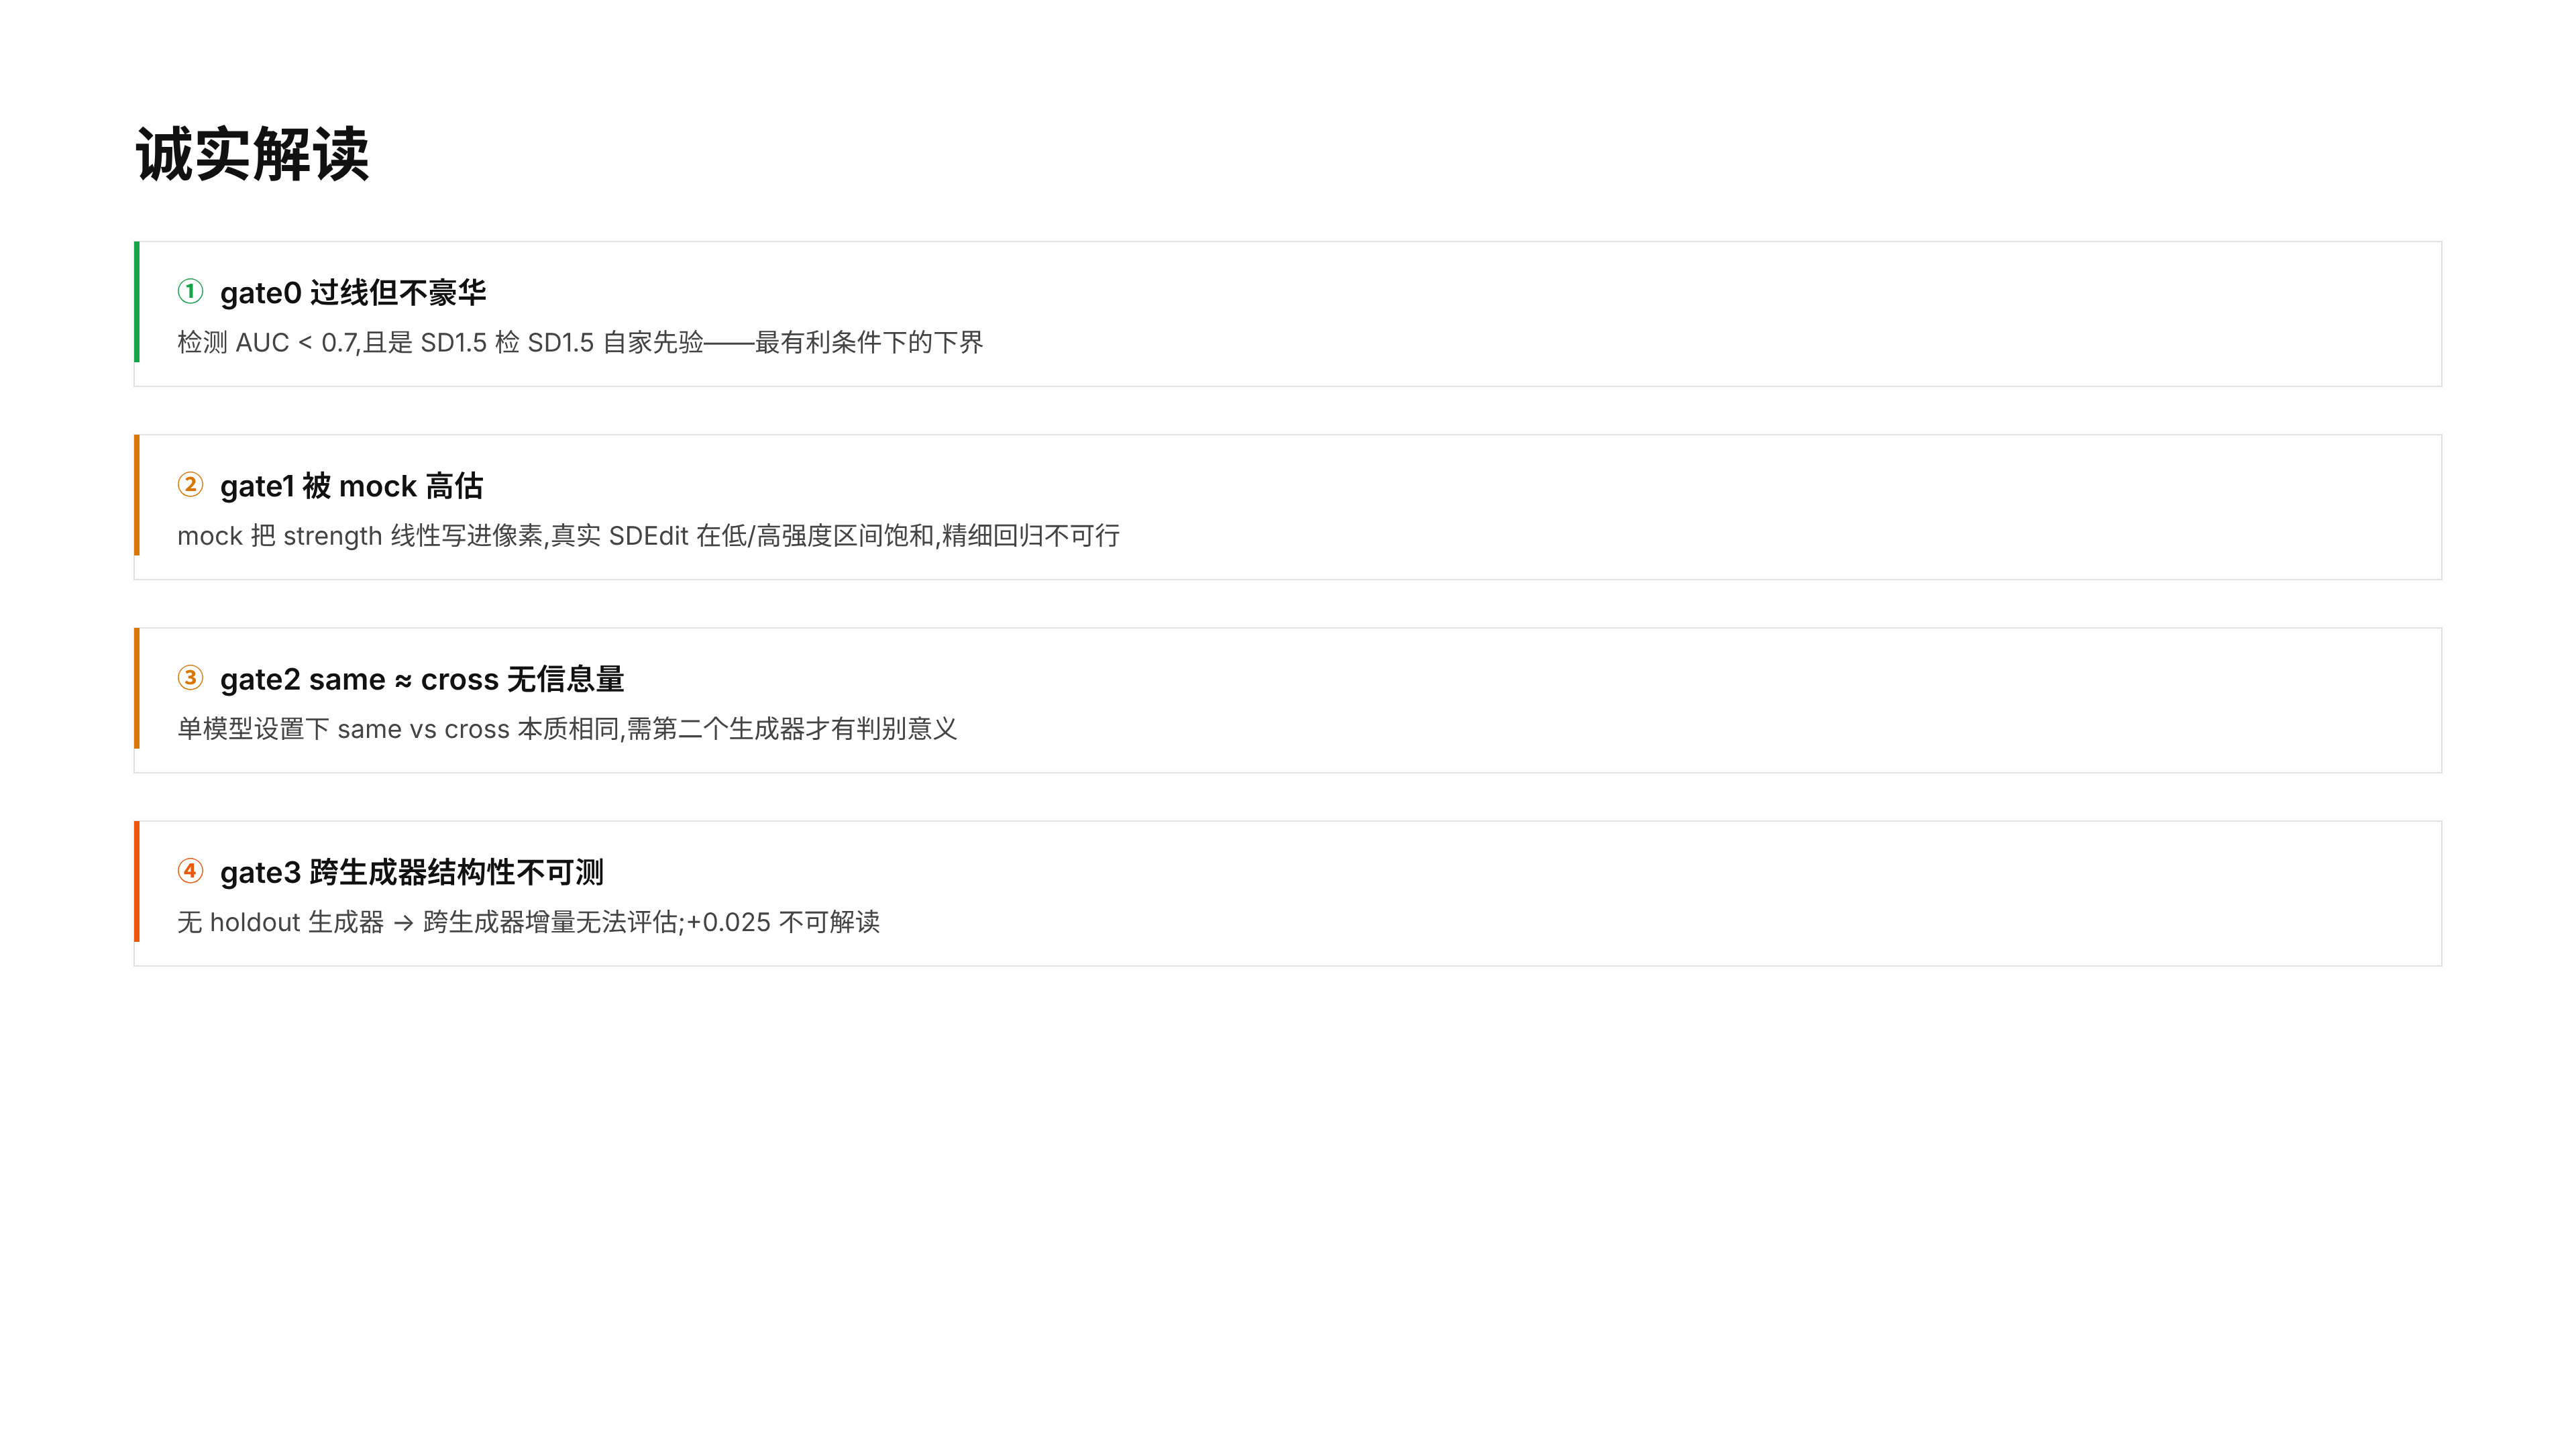 诚实解读
① gate0 过线但不豪华
检测 AUC < 0.7,且是 SD1.5 检 SD1.5 自家先验——最有利条件下的下界
② gate1 被 mock 高估
mock 把 strength 线性写进像素,真实 SDEdit 在低/高强度区间饱和,精细回归不可行
③ gate2 same ≈ cross 无信息量
单模型设置下 same vs cross 本质相同,需第二个生成器才有判别意义
④ gate3 跨生成器结构性不可测
无 holdout 生成器 → 跨生成器增量无法评估;+0.025 不可解读